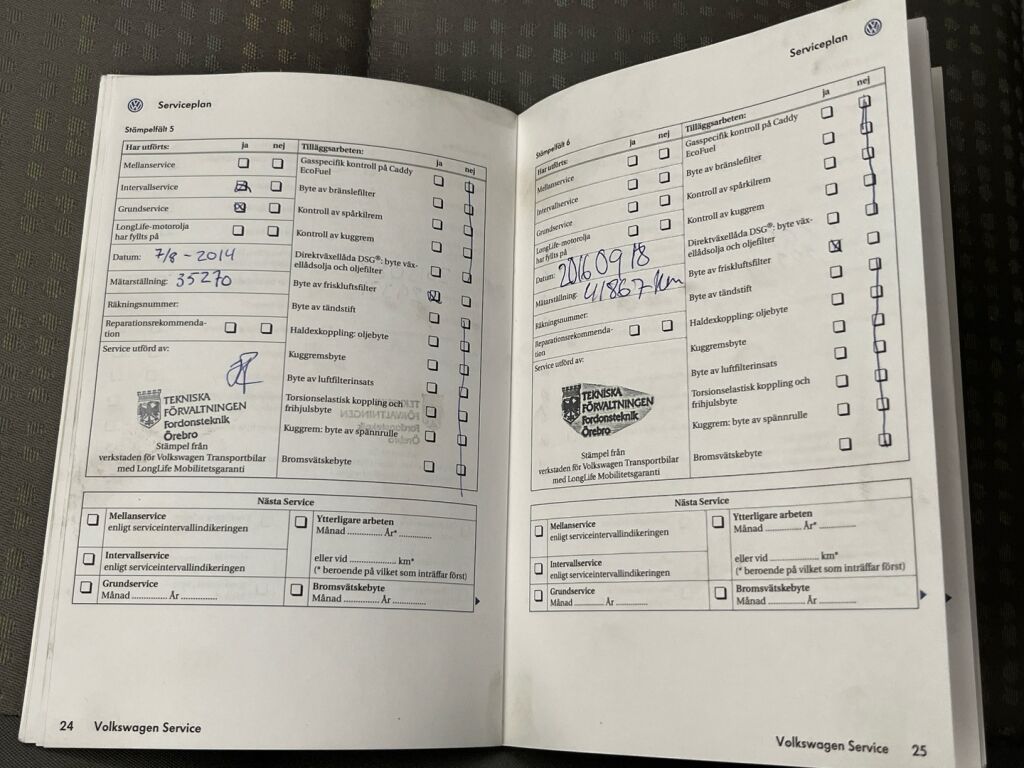 Serviceplan
Stämpelfält 5
Har utförts: ja nej
Mellanservice
Intervallservice
Grundservice
LongLife-motorolja
har fyllts på
Datum: 7/8-2014
Mätarställning: 35270
Räkningsnummer:
Reparationsrekommenda-
tion
Service utförd av:
TEKNISKA
FÖRVALTNINGEN
Fordonsteknik
Örebro
Stämpel från
verkstaden för Volkswagen Transportbilar
med LongLife Mobilitetsgaranti
Tilläggsarbeten: ja nej
Gasspecifik kontroll på Caddy
EcoFuel
Byte av bränslefilter
Kontroll av spårkilrem
Kontroll av kuggrem
Direktväxellåda DSG®: byte väx-
ellådsolja och oljefilter
Byte av friskluftsfilter
Byte av tändstift
Haldexkoppling: oljebyte
Kuggremsbyte
Byte av luftfilterinsats
Torsionselastisk koppling och
frihjulsbyte
Kuggrem: byte av spännrulle
Bromsvätskebyte
Nästa Service
Mellanservice
enligt serviceintervallindikeringen
Intervallservice
enligt serviceintervallindikeringen
Grundservice
Månad ............ År ............
Ytterligare arbeten
Månad ............ År* ............
eller vid ............ km*
(* beroende på vilket som inträffar först)
Bromsvätskebyte
Månad ............ År ............
24 Volkswagen Service
Serviceplan
Stämpelfält 6
Har utförts: ja nej
Mellanservice
Intervallservice
Grundservice
LongLife-motorolja
har fyllts på
Datum: 20160918
Mätarställning: 41867 km
Räkningsnummer:
Reparationsrekommenda-
tion
Service utförd av:
TEKNISKA
FÖRVALTNINGEN
Fordonsteknik
Örebro
Stämpel från
verkstaden för Volkswagen Transportbilar
med LongLife Mobilitetsgaranti
Tilläggsarbeten: ja nej
Gasspecifik kontroll på Caddy
EcoFuel
Byte av bränslefilter
Kontroll av spårkilrem
Kontroll av kuggrem
Direktväxellåda DSG®: byte väx-
ellådsolja och oljefilter
Byte av friskluftsfilter
Byte av tändstift
Haldexkoppling: oljebyte
Kuggremsbyte
Byte av luftfilterinsats
Torsionselastisk koppling och
frihjulsbyte
Kuggrem: byte av spännrulle
Bromsvätskebyte
Nästa Service
Mellanservice
enligt serviceintervallindikeringen
Intervallservice
enligt serviceintervallindikeringen
Grundservice
Månad ............ År ............
Ytterligare arbeten
Månad ............ År* ............
eller vid ............ km*
(* beroende på vilket som inträffar först)
Bromsvätskebyte
Månad ............ År ............
Volkswagen Service 25